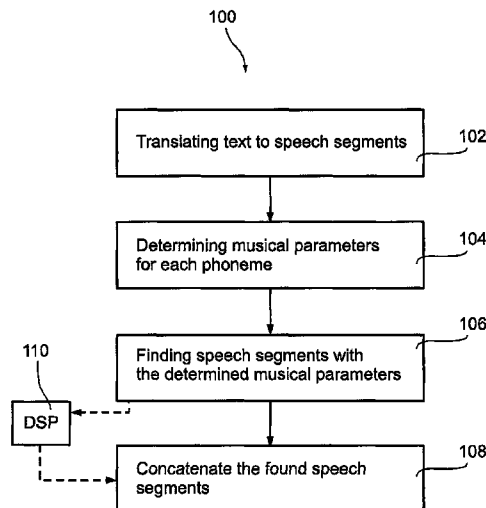 100
Translating text to speech segments
102
Determining musical parameters
for each phoneme
104
Finding speech segments with
the determined musical parameters
106
110
DSP
Concatenate the found speech
segments
108